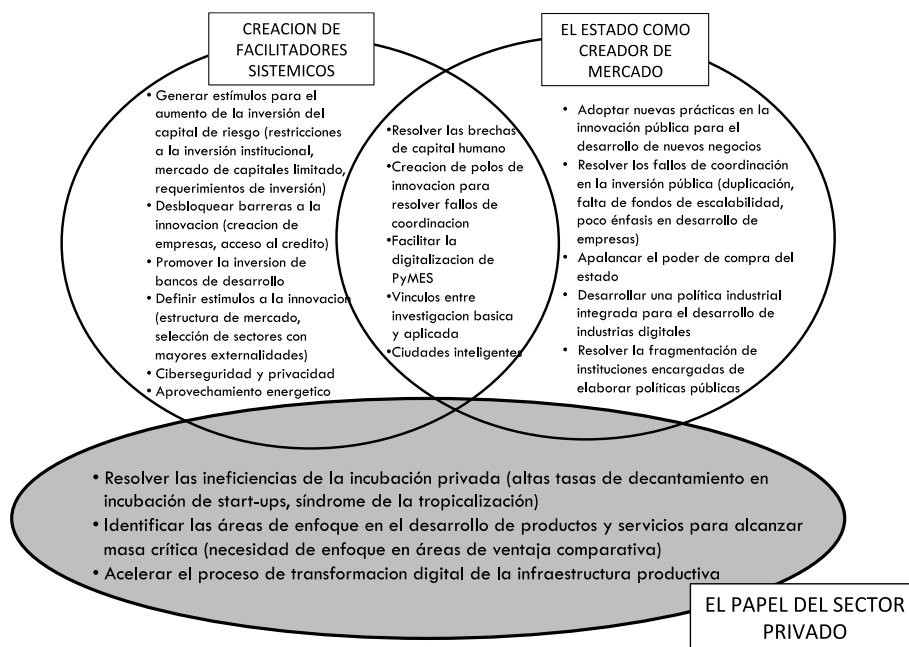 CREACION DE
FACILITADORES
SISTEMICOS
• Generar estímulos para el
aumento de la inversión del
capital de riesgo (restricciones
a la inversión institucional,
mercado de capitales limitado,
requerimientos de inversión)
• Desbloquear barreras a la
innovacion (creacion de
empresas, acceso al credito)
• Promover la inversion de
bancos de desarrollo
• Definir estimulos a la innovacion
(estructura de mercado,
selección de sectores con
mayores externalidades)
• Ciberseguridad y privacidad
• Aprovechamiento energetico
•Resolver las brechas
de capital humano
•Creacion de polos de
innovacion para
resolver fallos de
coordinacion
•Facilitar la
digitalizacion de
PyMES
•Vinculos entre
investigacion basica
y aplicada
•Ciudades inteligentes
EL ESTADO COMO
CREADOR DE
MERCADO
• Adoptar nuevas prácticas en la
innovación pública para el
desarrollo de nuevos negocios
• Resolver los fallos de coordinación
en la inversión pública (duplicación,
falta de fondos de escalabilidad,
poco énfasis en desarrollo de
empresas)
• Apalancar el poder de compra del
estado
• Desarrollar una política industrial
integrada para el desarrollo de
industrias digitales
• Resolver la fragmentación de
instituciones encargadas de
elaborar políticas públicas
• Resolver las ineficiencias de la incubación privada (altas tasas de decantamiento en
incubación de start-ups, síndrome de la tropicalización)
• Identificar las áreas de enfoque en el desarrollo de productos y servicios para alcanzar
masa crítica (necesidad de enfoque en áreas de ventaja comparativa)
• Acelerar el proceso de transformacion digital de la infraestructura productiva
EL PAPEL DEL SECTOR
PRIVADO